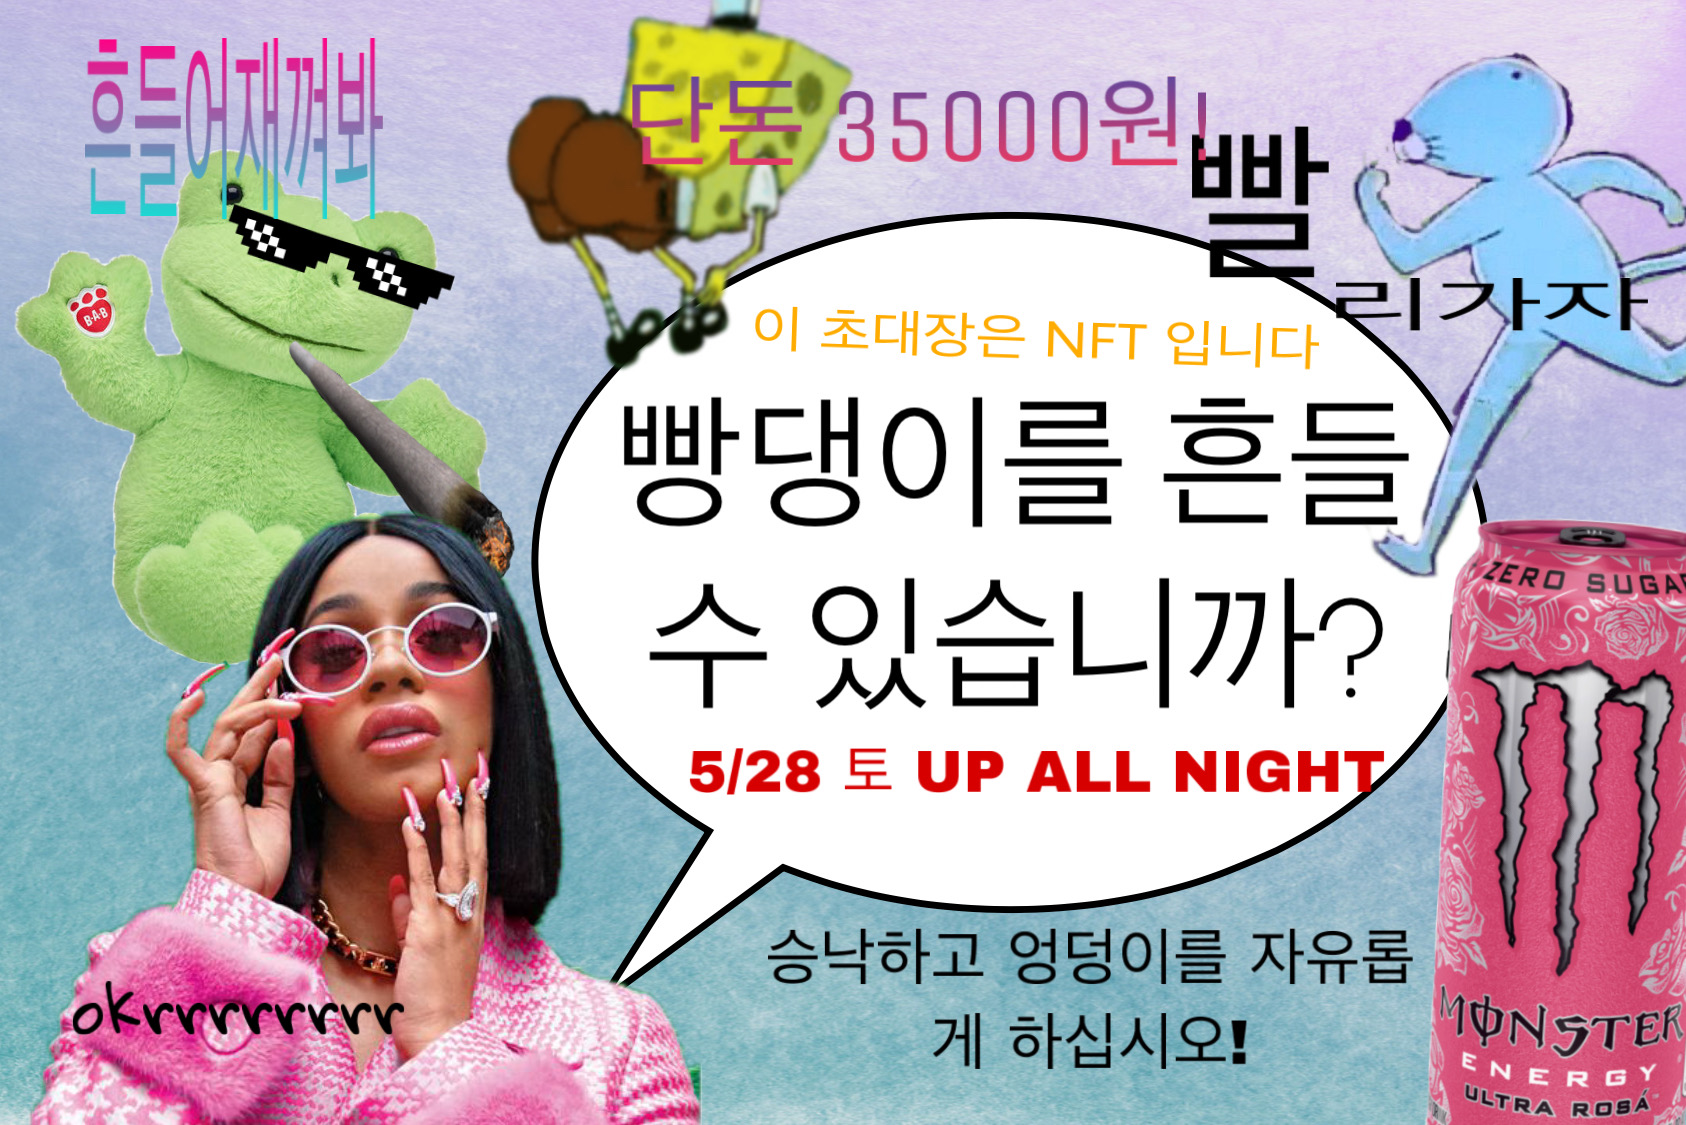 흔들어재껴봐
단돈 35000원!
빨
리가자
B·A·B
이 초대장은 NFT 입니다
빵댕이를 흔들
수 있습니까?
5/28 토 UP ALL NIGHT
승낙하고 엉덩이를 자유롭
게 하십시오!
okrrrrrrrr
ZERO SUGAR
MONSTER
ENERGY
ULTRA ROSÁ